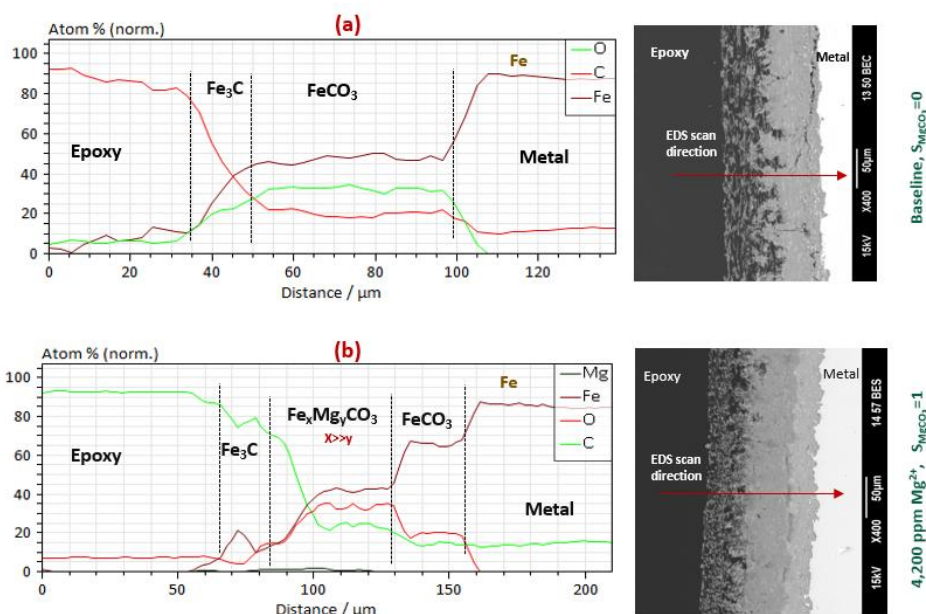 (a)
Atom % (norm.)
O
C
Fe
100
80
60
40
20
0
Epoxy
Fe₃C
FeCO₃
Fe
Metal
0 20 40 60 80 100 120
Distance / µm
Epoxy
Metal
EDS scan
direction
13 50 BEC
50µm
X400
15kV
Baseline, S_MgCO₃=0
(b)
Atom % (norm.)
Mg
Fe
O
C
100
80
60
40
20
0
Epoxy
Fe₃C
FeₓMgᵧCO₃
X>>y
FeCO₃
Fe
Metal
0 50 100 150 200
Distance / µm
Epoxy
Metal
EDS scan
direction
14 57 BES
50µm
X400
15kV
4,200 ppm Mg²⁺, S_MgCO₃=1